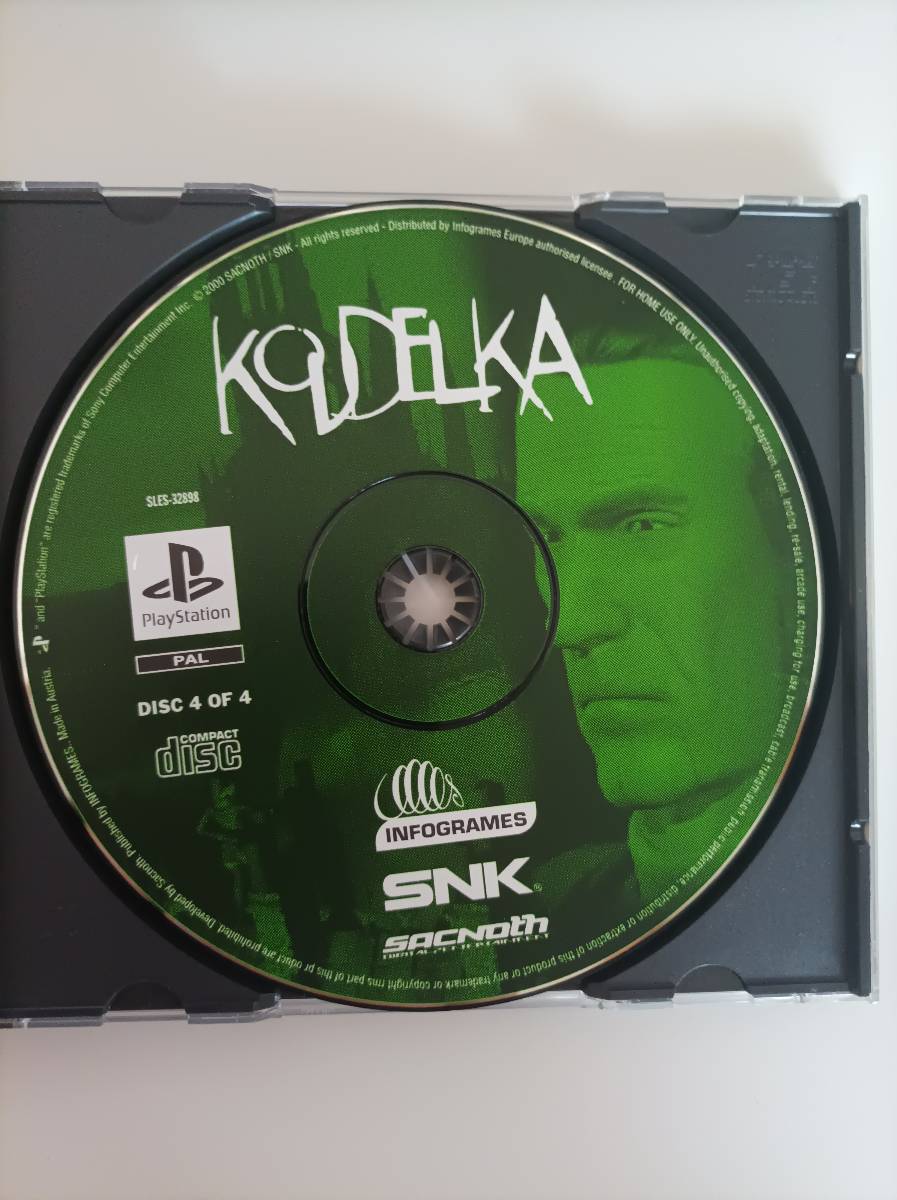 KOUDELKA
SLES-32898
PlayStation
PAL
DISC 4 OF 4
COMPACT
disc
INFOGRAMES
SNK®
SACNOTH
DIGITAL ENTERTAINMENT
"PS" and "PlayStation" are registered trademarks of Sony Computer Entertainment Inc. © 2000 SACNOTH / SNK - All rights reserved - Distributed by Infogrames Europe authorised licensee. FOR HOME USE ONLY. Unauthorised copying, adaptation, rental, lending, re-sale, arcade use, charging for use, broadcast, cable transmission, public performance, distribution or extraction of this product or any trademark or copyright work that forms part of this product are prohibited. Developed by Sacnoth. Published by INFOGRAMES - Made in Austria.